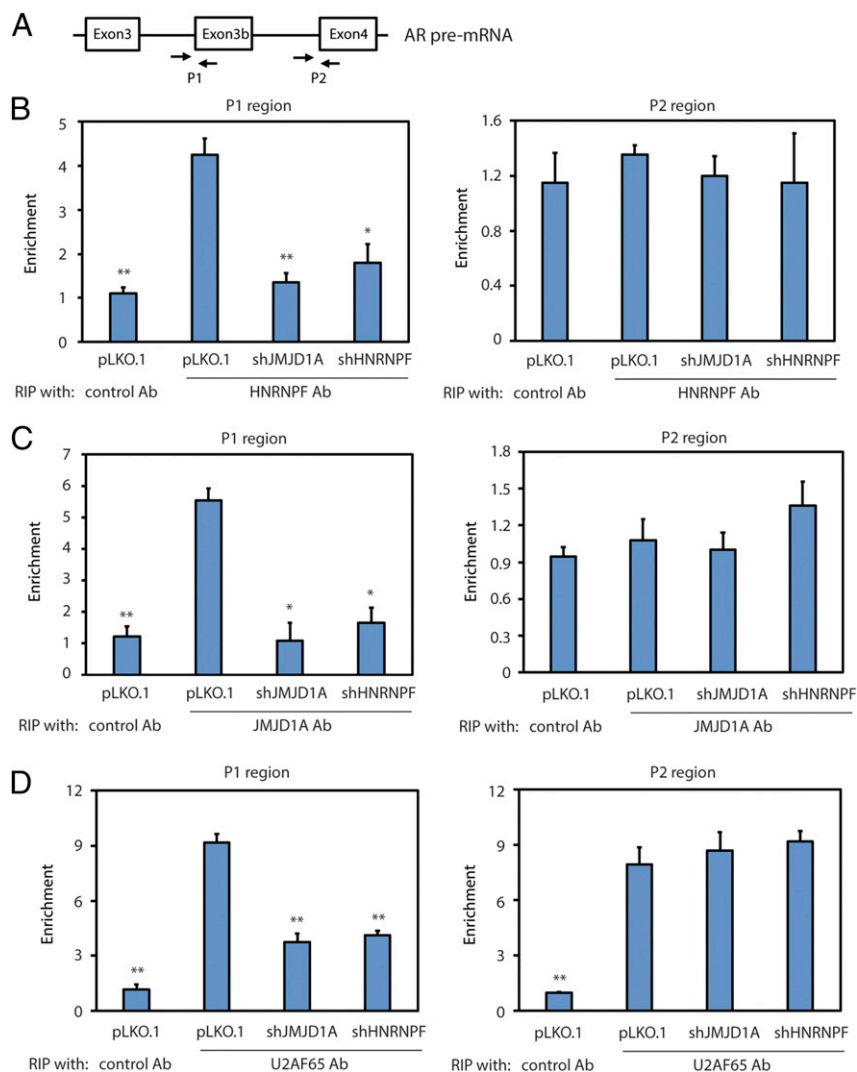 A
Exon3 Exon3b Exon4 AR pre-mRNA
P1 P2
B
P1 region
Enrichment
5
4
3
2
1
0
** ** *
pLKO.1 pLKO.1 shJMJD1A shHNRNPF
RIP with: control Ab HNRNPF Ab
P2 region
Enrichment
1.6
1.2
0.8
0.4
0
pLKO.1 pLKO.1 shJMJD1A shHNRNPF
RIP with: control Ab HNRNPF Ab
C
P1 region
Enrichment
7
6
5
4
3
2
1
0
** * *
pLKO.1 pLKO.1 shJMJD1A shHNRNPF
RIP with: control Ab JMJD1A Ab
P2 region
Enrichment
1.8
1.5
1.2
0.9
0.3
0
pLKO.1 pLKO.1 shJMJD1A shHNRNPF
RIP with: control Ab JMJD1A Ab
D
P1 region
Enrichment
12
9
6
3
0
** ** **
pLKO.1 pLKO.1 shJMJD1A shHNRNPF
RIP with: control Ab U2AF65 Ab
P2 region
Enrichment
12
9
6
3
0
**
pLKO.1 pLKO.1 shJMJD1A shHNRNPF
RIP with: control Ab U2AF65 Ab